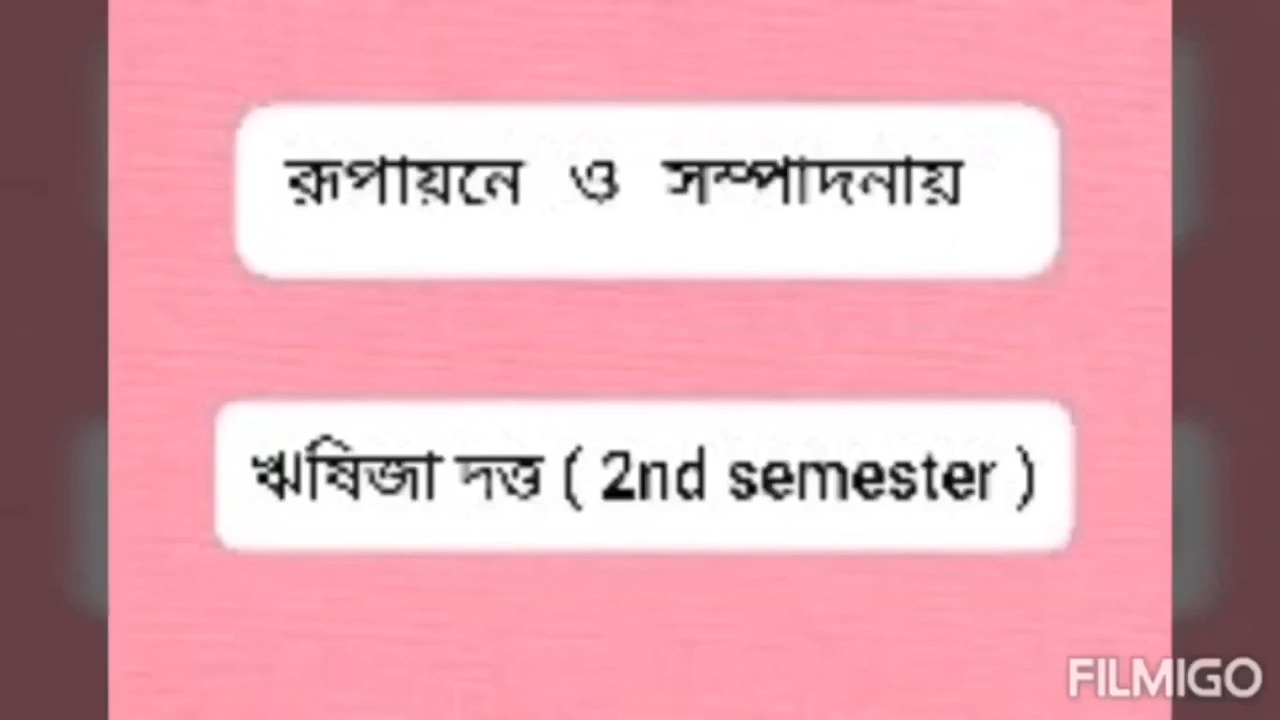 রূপায়নে ও সম্পাদনায়
ঋষিজা দত্ত ( 2nd semester )
FILMIGO